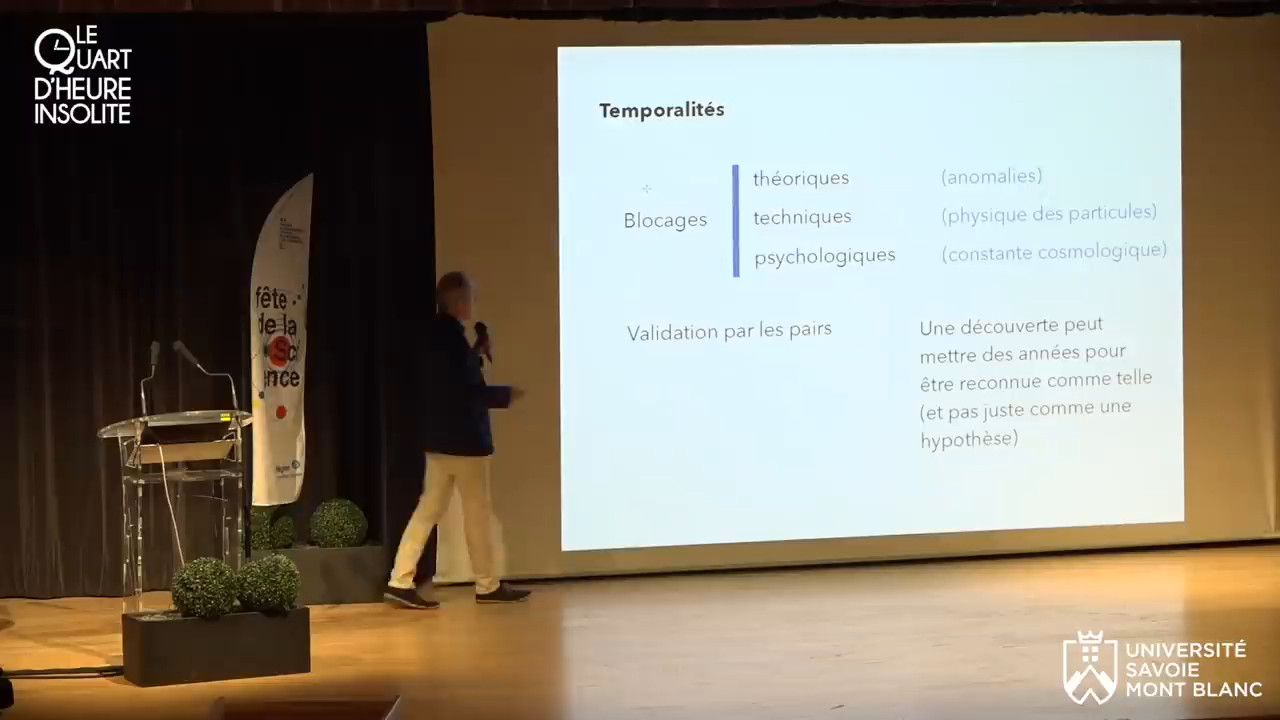 LE
QUART
D'HEURE
INSOLITE
Temporalités
théoriques (anomalies)
Blocages techniques (physique des particules)
psychologiques (constante cosmologique)
Validation par les pairs
Une découverte peut
mettre des années pour
être reconnue comme telle
(et pas juste comme une
hypothèse)
fête
de la
Sci
ence
UNIVERSITÉ
SAVOIE
MONT BLANC